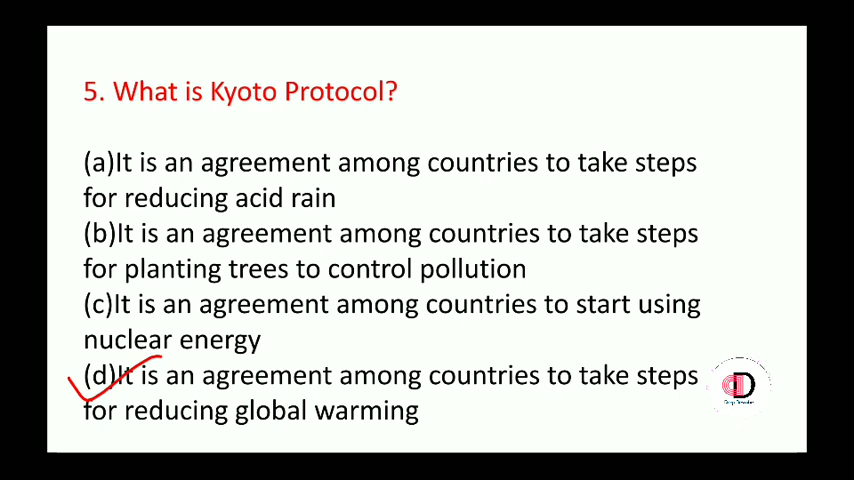 5. What is Kyoto Protocol?
(a)It is an agreement among countries to take steps
for reducing acid rain
(b)It is an agreement among countries to take steps
for planting trees to control pollution
(c)It is an agreement among countries to start using
nuclear energy
(d)It is an agreement among countries to take steps
for reducing global warming